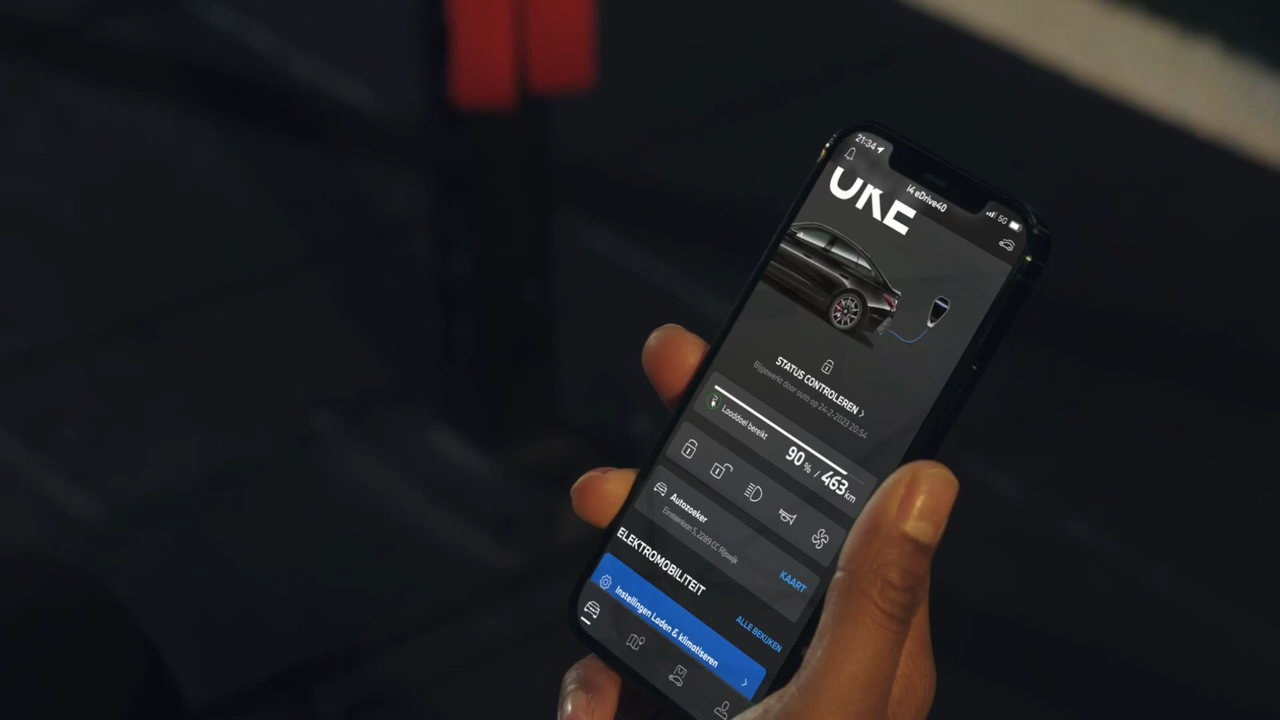 21:34
i4 eDrive40
5G
UKE
STATUS CONTROLEREN
Bijgewerkt door auto op 24-2-2023 20:54
Laaddoel bereikt
90 % / 463 km
Autozoeker
Einsteinlaan 5, 2289 CC Rijswijk
KAART
ELEKTROMOBILITEIT
ALLE BEKIJKEN
Instellingen Laden & klimatiseren